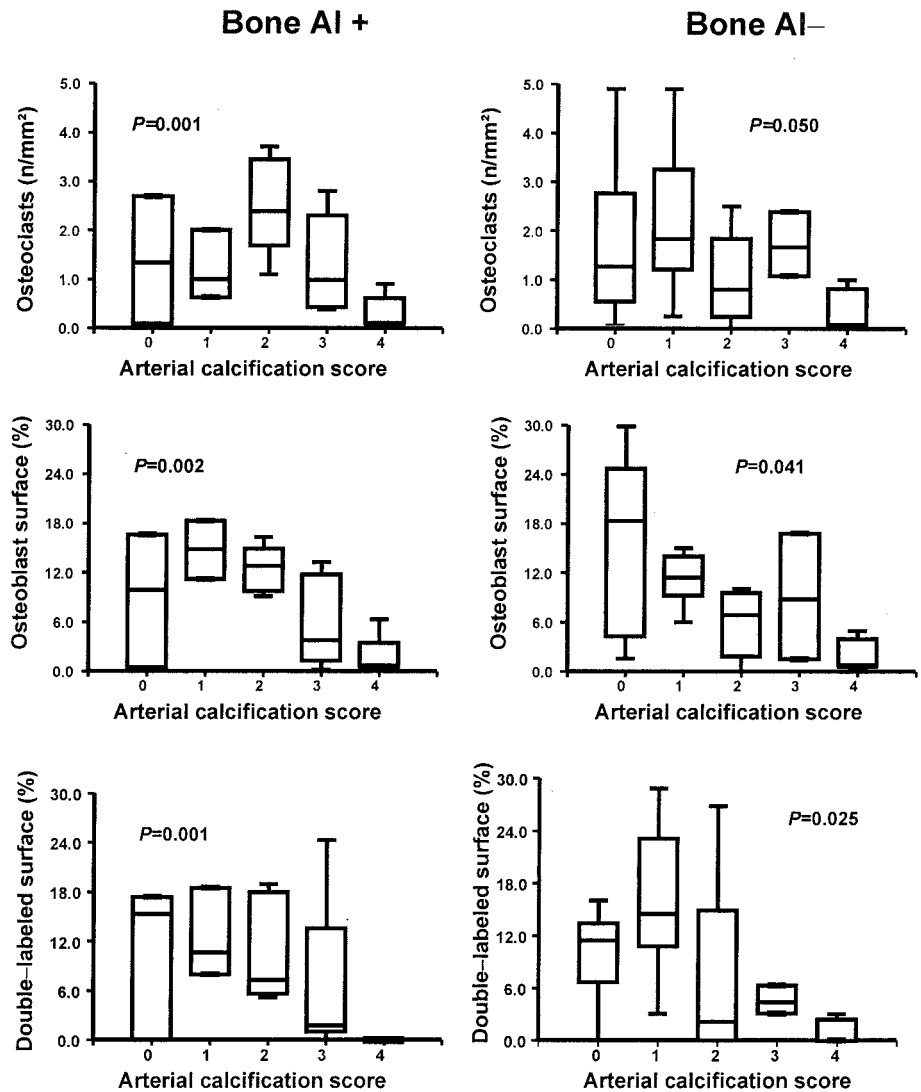 Bone Al + Bone Al–
Osteoclasts (n/mm²)
5.0
4.0
3.0
2.0
1.0
0.0
P=0.001
0 1 2 3 4
Arterial calcification score
Osteoclasts (n/mm²)
5.0
4.0
3.0
2.0
1.0
0.0
P=0.050
0 1 2 3 4
Arterial calcification score
Osteoblast surface (%)
30.0
24.0
18.0
12.0
6.0
0.0
P=0.002
0 1 2 3 4
Arterial calcification score
Osteoblast surface (%)
30.0
24.0
18.0
12.0
6.0
0.0
P=0.041
0 1 2 3 4
Arterial calcification score
Double–labeled surface (%)
30.0
24.0
18.0
12.0
6.0
0.0
P=0.001
0 1 2 3 4
Arterial calcification score
Double–labeled surface (%)
30.0
24.0
18.0
12.0
6.0
0.0
P=0.025
0 1 2 3 4
Arterial calcification score